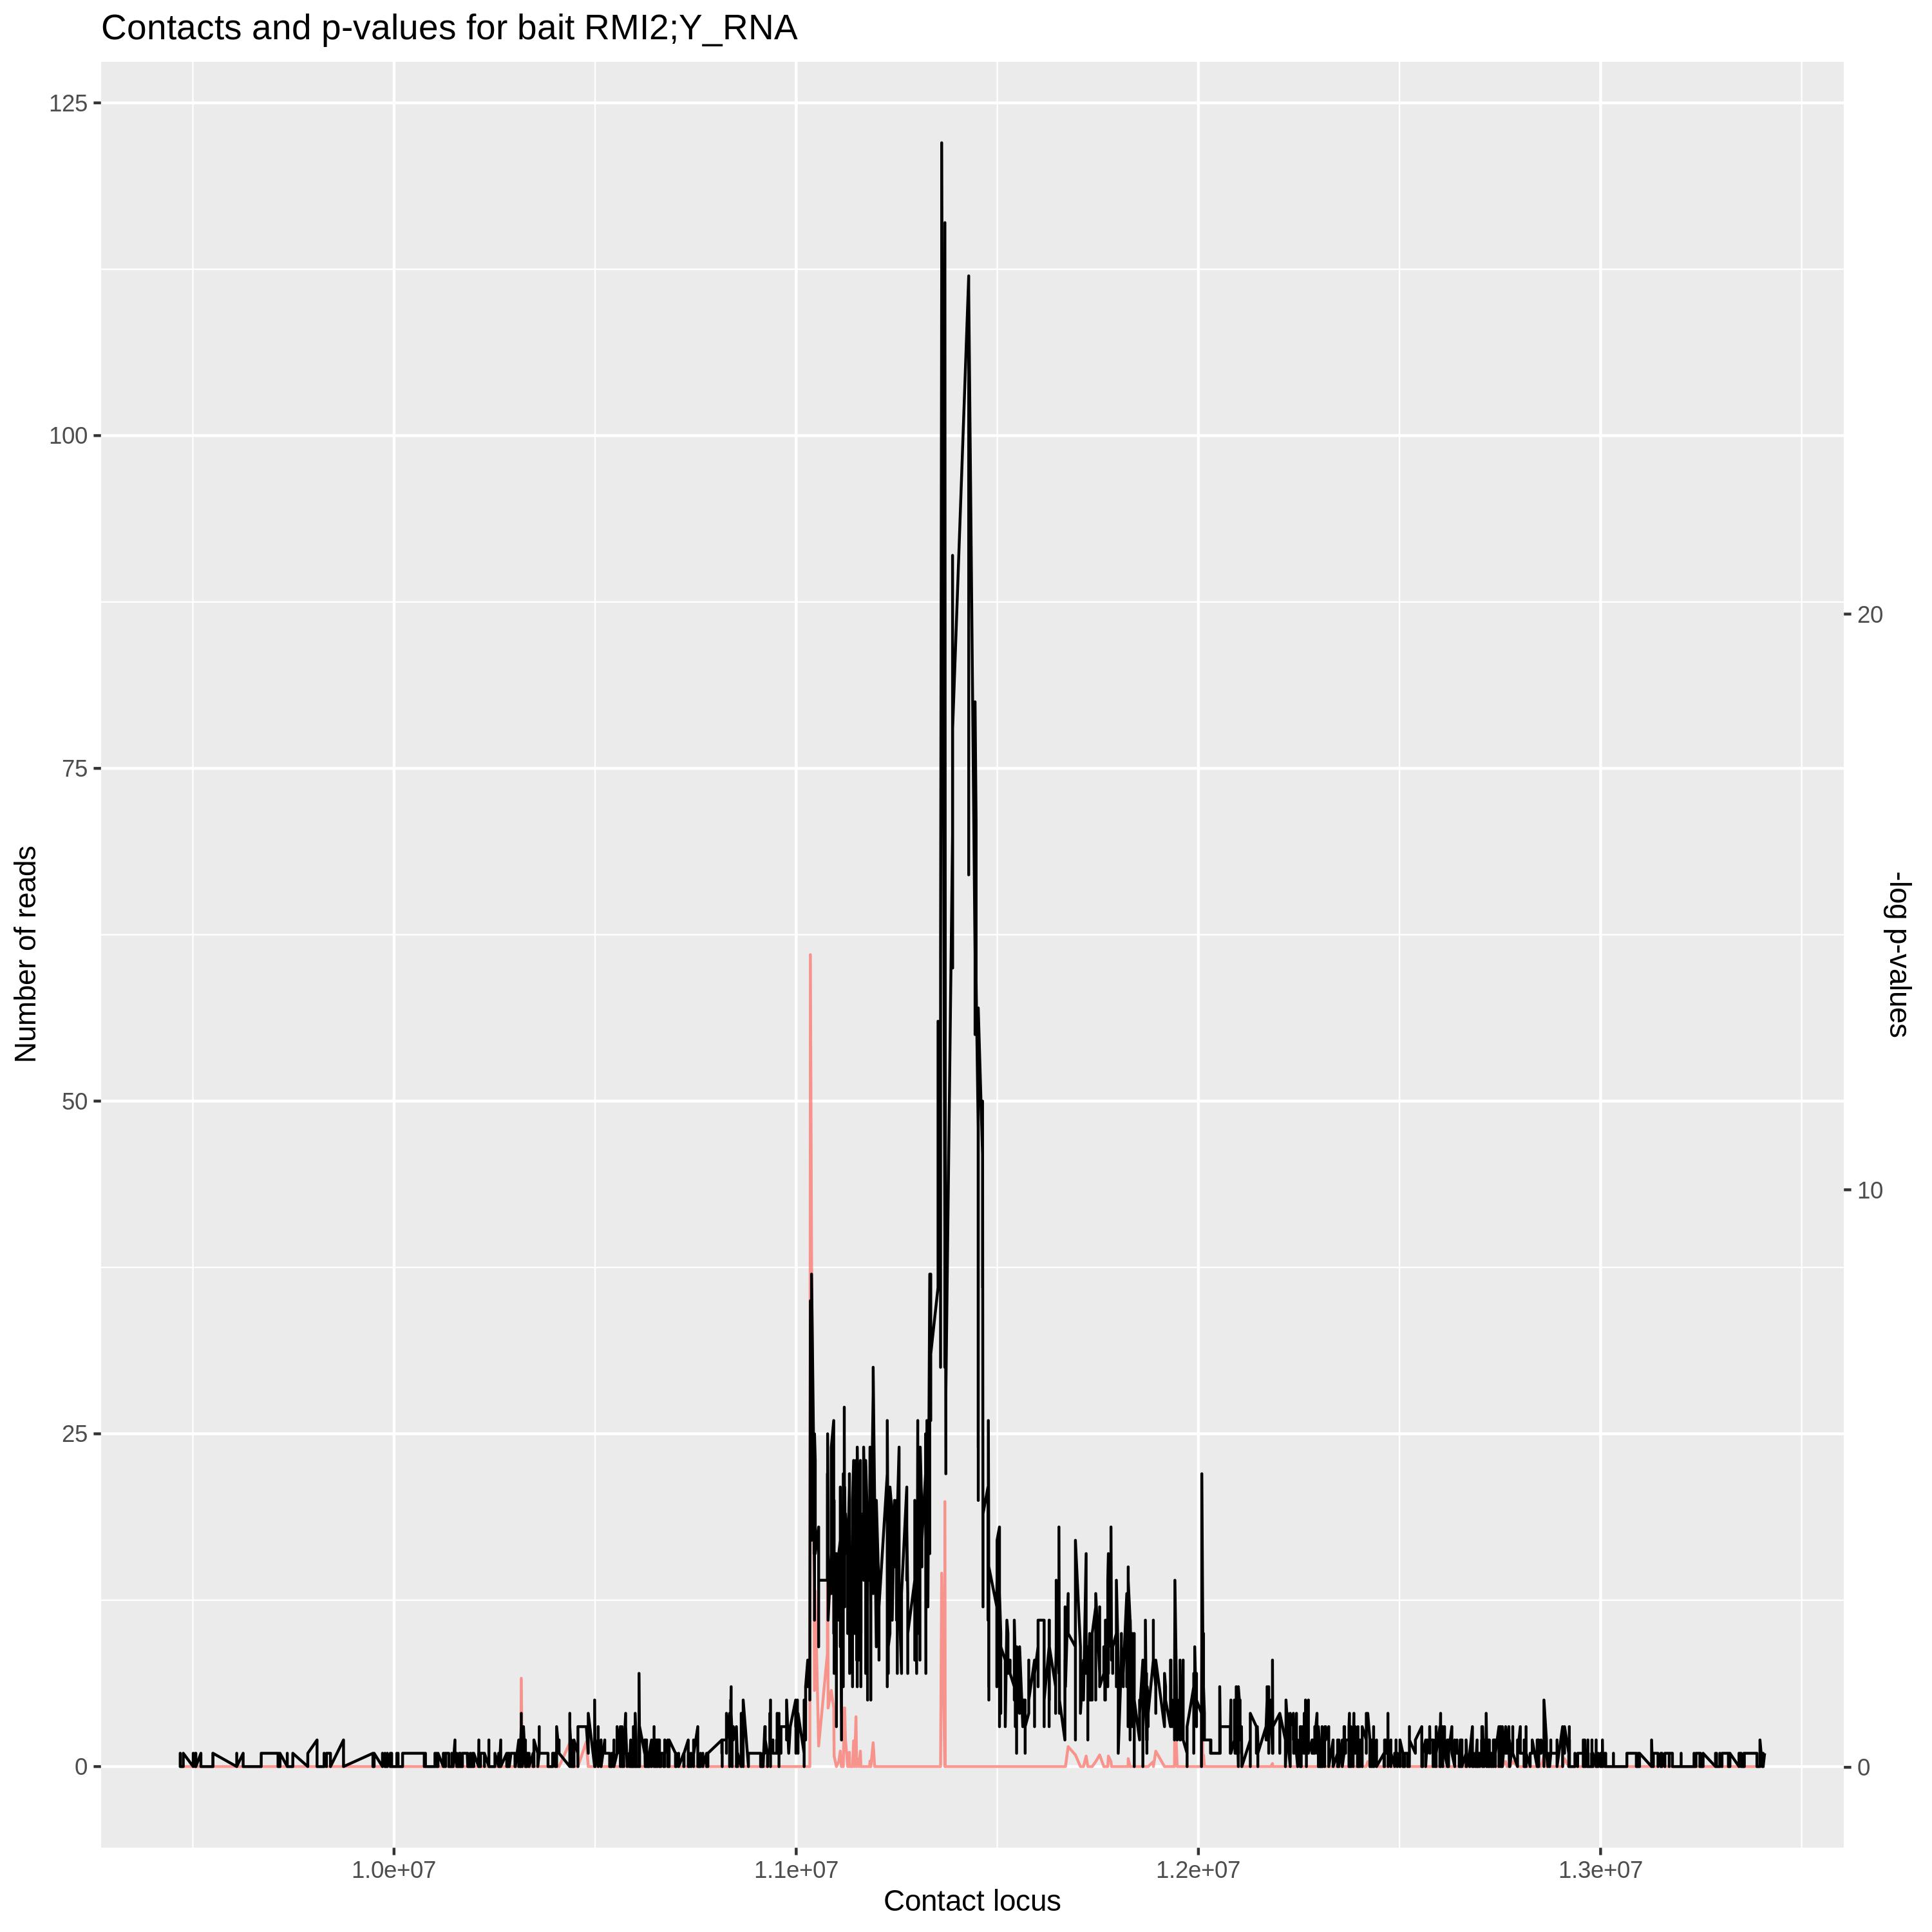 Contacts and p-values for bait RMI2;Y_RNA
125
100
75
50
25
0
Number of reads
20
10
0
-log p-values
1.0e+07
1.1e+07
1.2e+07
1.3e+07
Contact locus